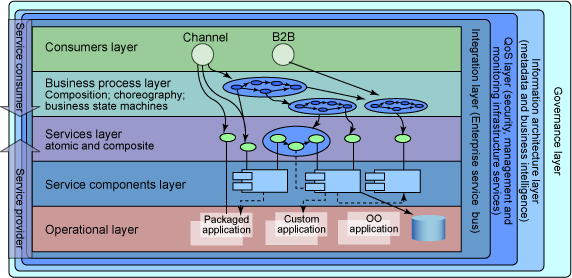 Service consumer
Service provider
Consumers layer
Channel
B2B
Business process layer
Composition; choreography;
business state machines
Services layer
atomic and composite
Service components layer
Operational layer
Packaged
application
Custom
application
OO
application
Integration layer (Enterprise service bus)
QoS layer (security, management and
monitoring infrastructure services)
Information architecture layer
(metadata and business intelligence)
Governance layer